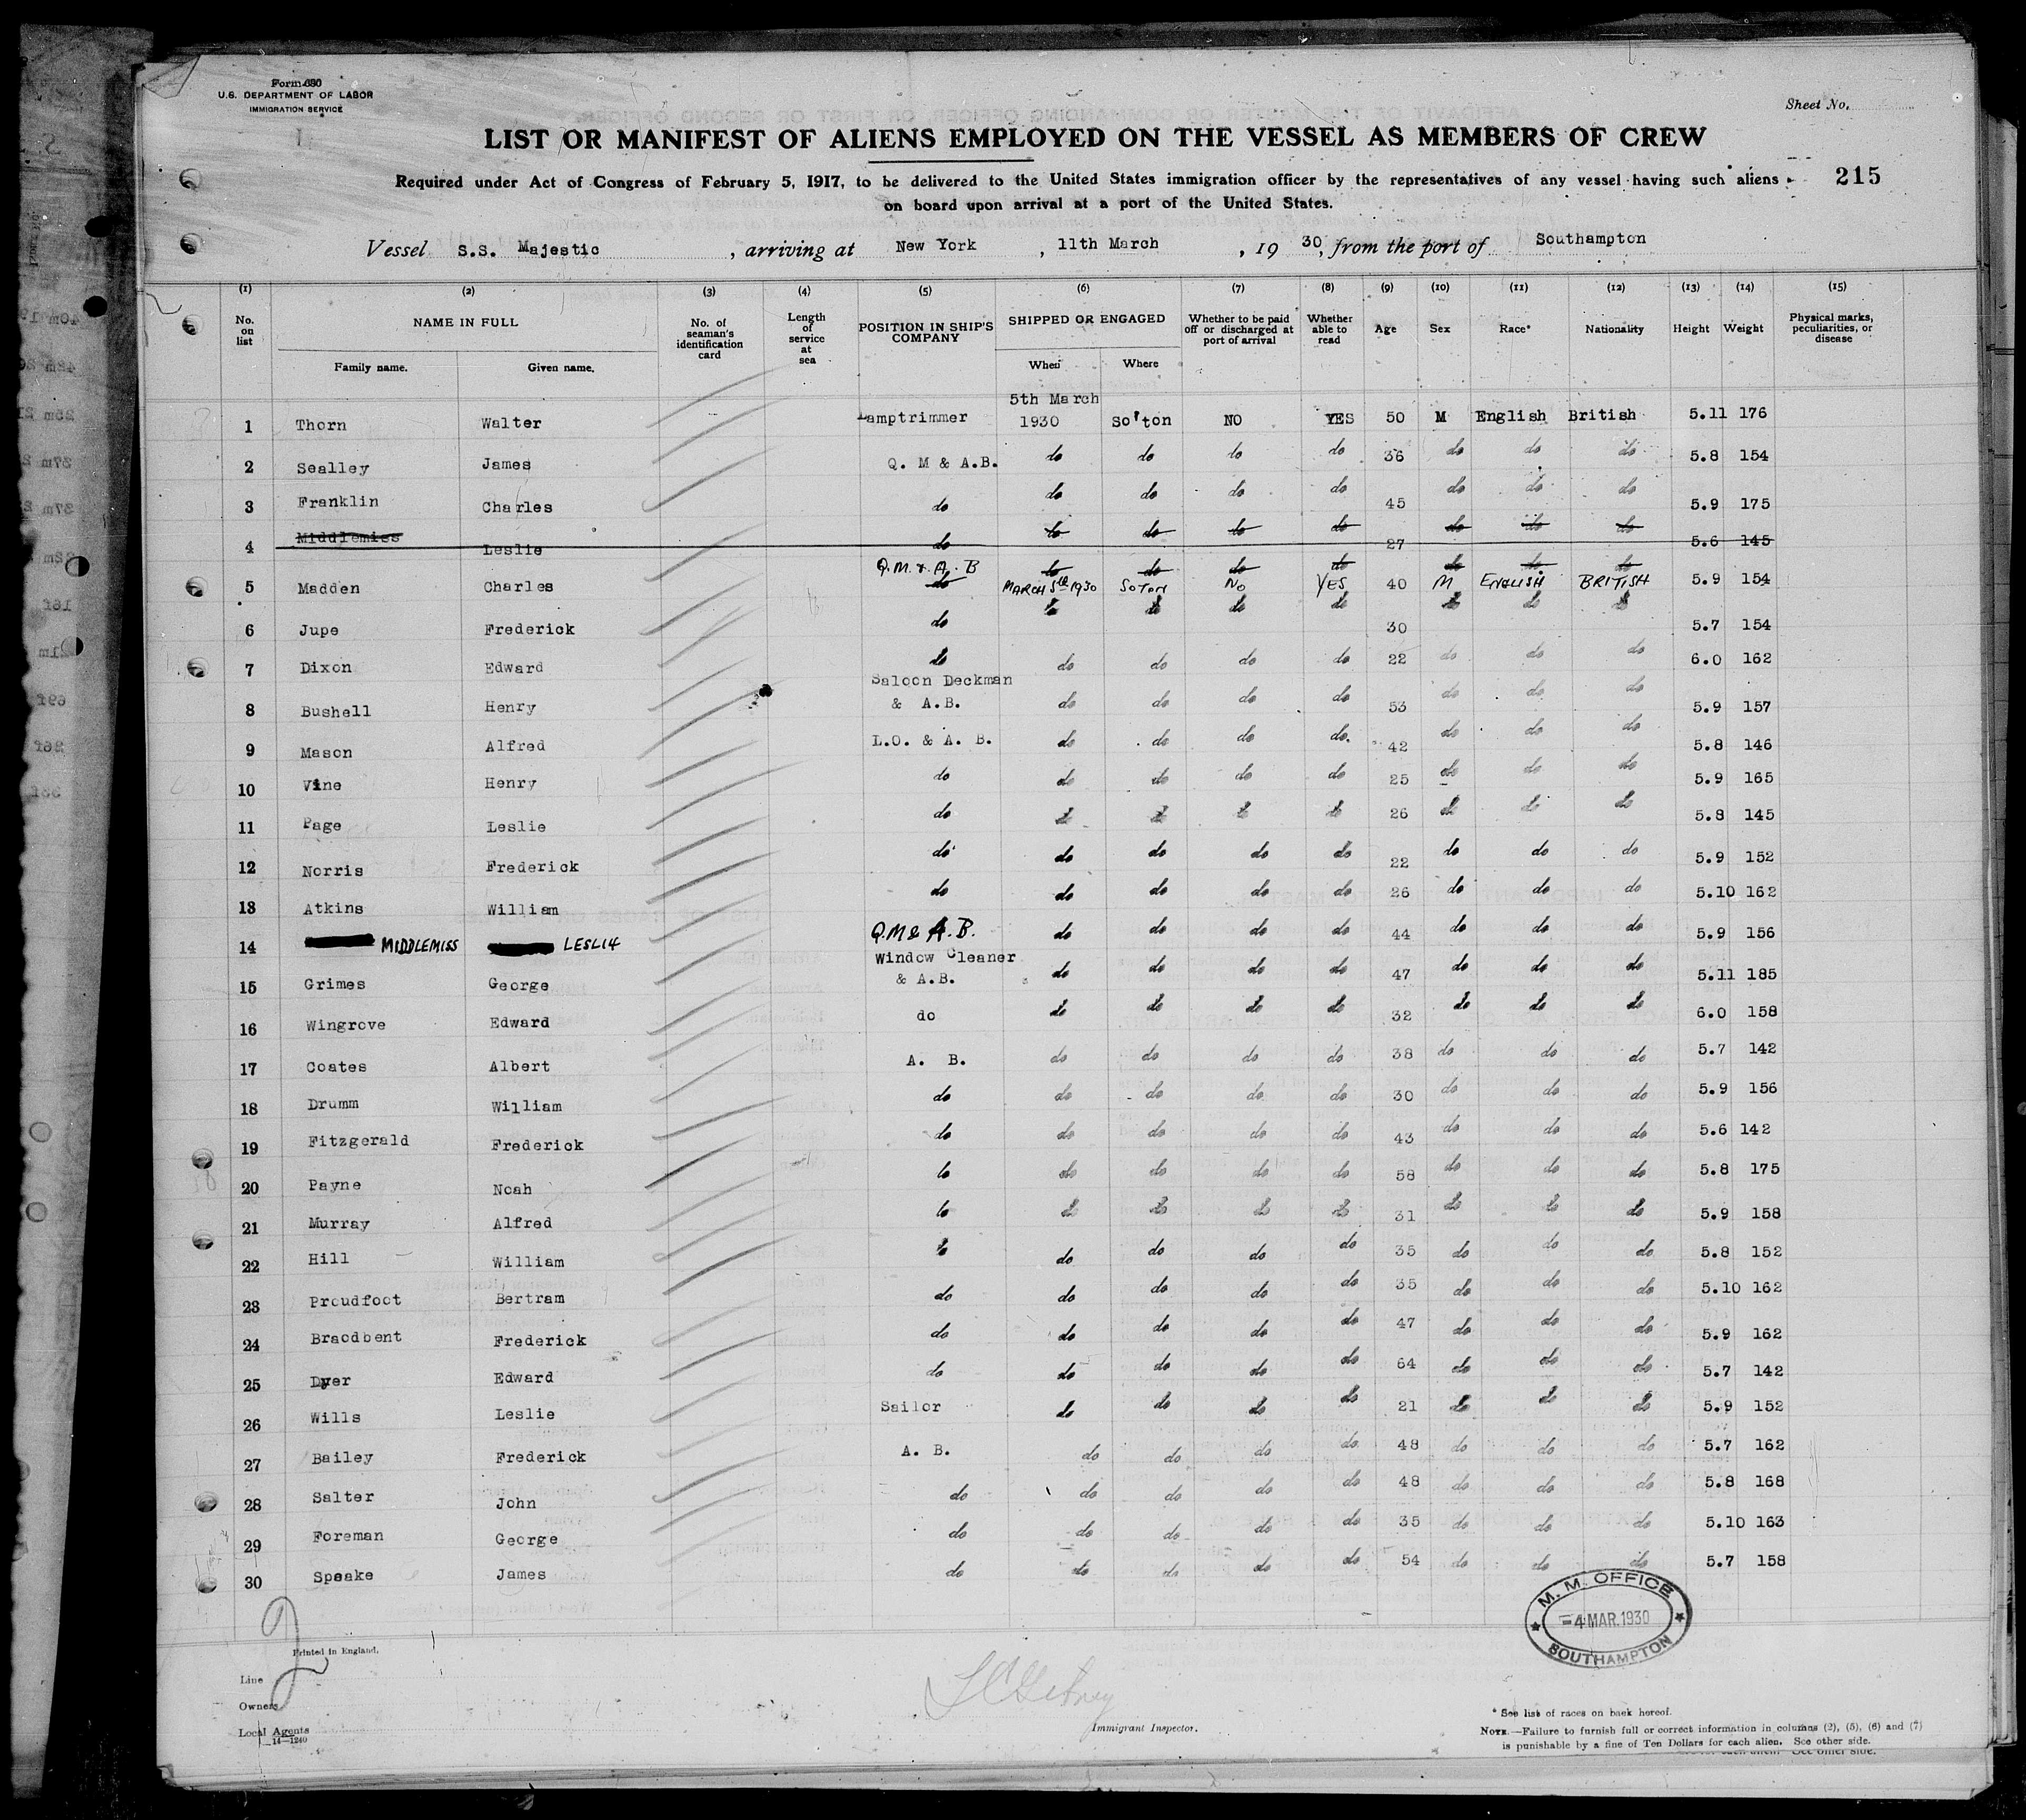 Form 680
U.S. DEPARTMENT OF LABOR
IMMIGRATION SERVICE
Sheet No.
LIST OR MANIFEST OF ALIENS EMPLOYED ON THE VESSEL AS MEMBERS OF CREW
Required under Act of Congress of February 5, 1917, to be delivered to the United States immigration officer by the representatives of any vessel having such aliens
215
on board upon arrival at a port of the United States.
Vessel S.S. Majestic, arriving at New York, 11th March, 19 30, from the port of Southampton
(1) (2) (3) (4) (5) (6) (7) (8) (9) (10) (11) (12) (13) (14) (15)
No. on list NAME IN FULL Family name. Given name. No. of seaman's identification card Length of service at sea POSITION IN SHIP'S COMPANY SHIPPED OR ENGAGED When Where Whether to be paid off or discharged at port of arrival Whether able to read Age Sex Race* Nationality Height Weight Physical marks, peculiarities, or disease
1 Thorn Walter Lamptrimmer 5th March 1930 So'ton NO YES 50 M English British 5.11 176
2 Sealley James Q. M & A.B. do do do do 36 do do do 5.8 154
3 Franklin Charles do do do do do 45 do do do 5.9 175
4 Middlemiss Leslie do do do do do 27 do do do 5.6 145
5 Madden Charles Q.M. & A.B do do do do do do do do
MARCH 5th 1930 SOTON NO YES 40 M ENGLISH BRITISH 5.9 154
6 Jupe Frederick do do do do do 30 do do do 5.7 154
7 Dixon Edward do do do do do 22 do do do 6.0 162
8 Bushell Henry Saloon Deckman & A.B. do do do do 53 do do do 5.9 157
9 Mason Alfred L.O. & A. B. do do do do 42 do do do 5.8 146
10 Vine Henry do do do do do 25 do do do 5.9 165
11 Page Leslie do do do do do 26 do do do 5.8 145
12 Norris Frederick do do do do do 22 do do do 5.9 152
13 Atkins William do do do do do 26 do do do 5.10 162
14 MIDDLEMISS LESLI4 Q.M & A.B. do do do do 44 do do do 5.9 156
15 Grimes George Window Cleaner & A.B. do do do do 47 do do do 5.11 185
16 Wingrove Edward do do do do do 32 do do do 6.0 158
17 Coates Albert A. B. do do do do 38 do do do 5.7 142
18 Drumm William do do do do do 30 do do do 5.9 156
19 Fitzgerald Frederick do do do do do 43 do do do 5.6 142
20 Payne Noah do do do do do 58 do do do 5.8 175
21 Murray Alfred do do do do do 31 do do do 5.9 158
22 Hill William do do do do do 35 do do do 5.8 152
23 Proudfoot Bertram do do do do do 35 do do do 5.10 162
24 Braodbent Frederick do do do do do 47 do do do 5.9 162
25 Dyer Edward do do do do do 64 do do do 5.7 142
26 Wills Leslie Sailor do do do do 21 do do do 5.9 152
27 Bailey Frederick A. B. do do do do 48 do do do 5.7 162
28 Salter John do do do do do 48 do do do 5.8 168
29 Foreman George do do do do do 35 do do do 5.10 163
30 Speake James do do do do do 54 do do do 5.7 158
M. M. OFFICE
4 MAR. 1930
SOUTHAMPTON
Printed in England.
Line
Owners
Local Agents
14—1240
Immigrant Inspector.
* See list of races on back hereof.
NOTE.—Failure to furnish full or correct information in columns (2), (5), (6) and (7)
is punishable by a fine of Ten Dollars for each alien. See other side.